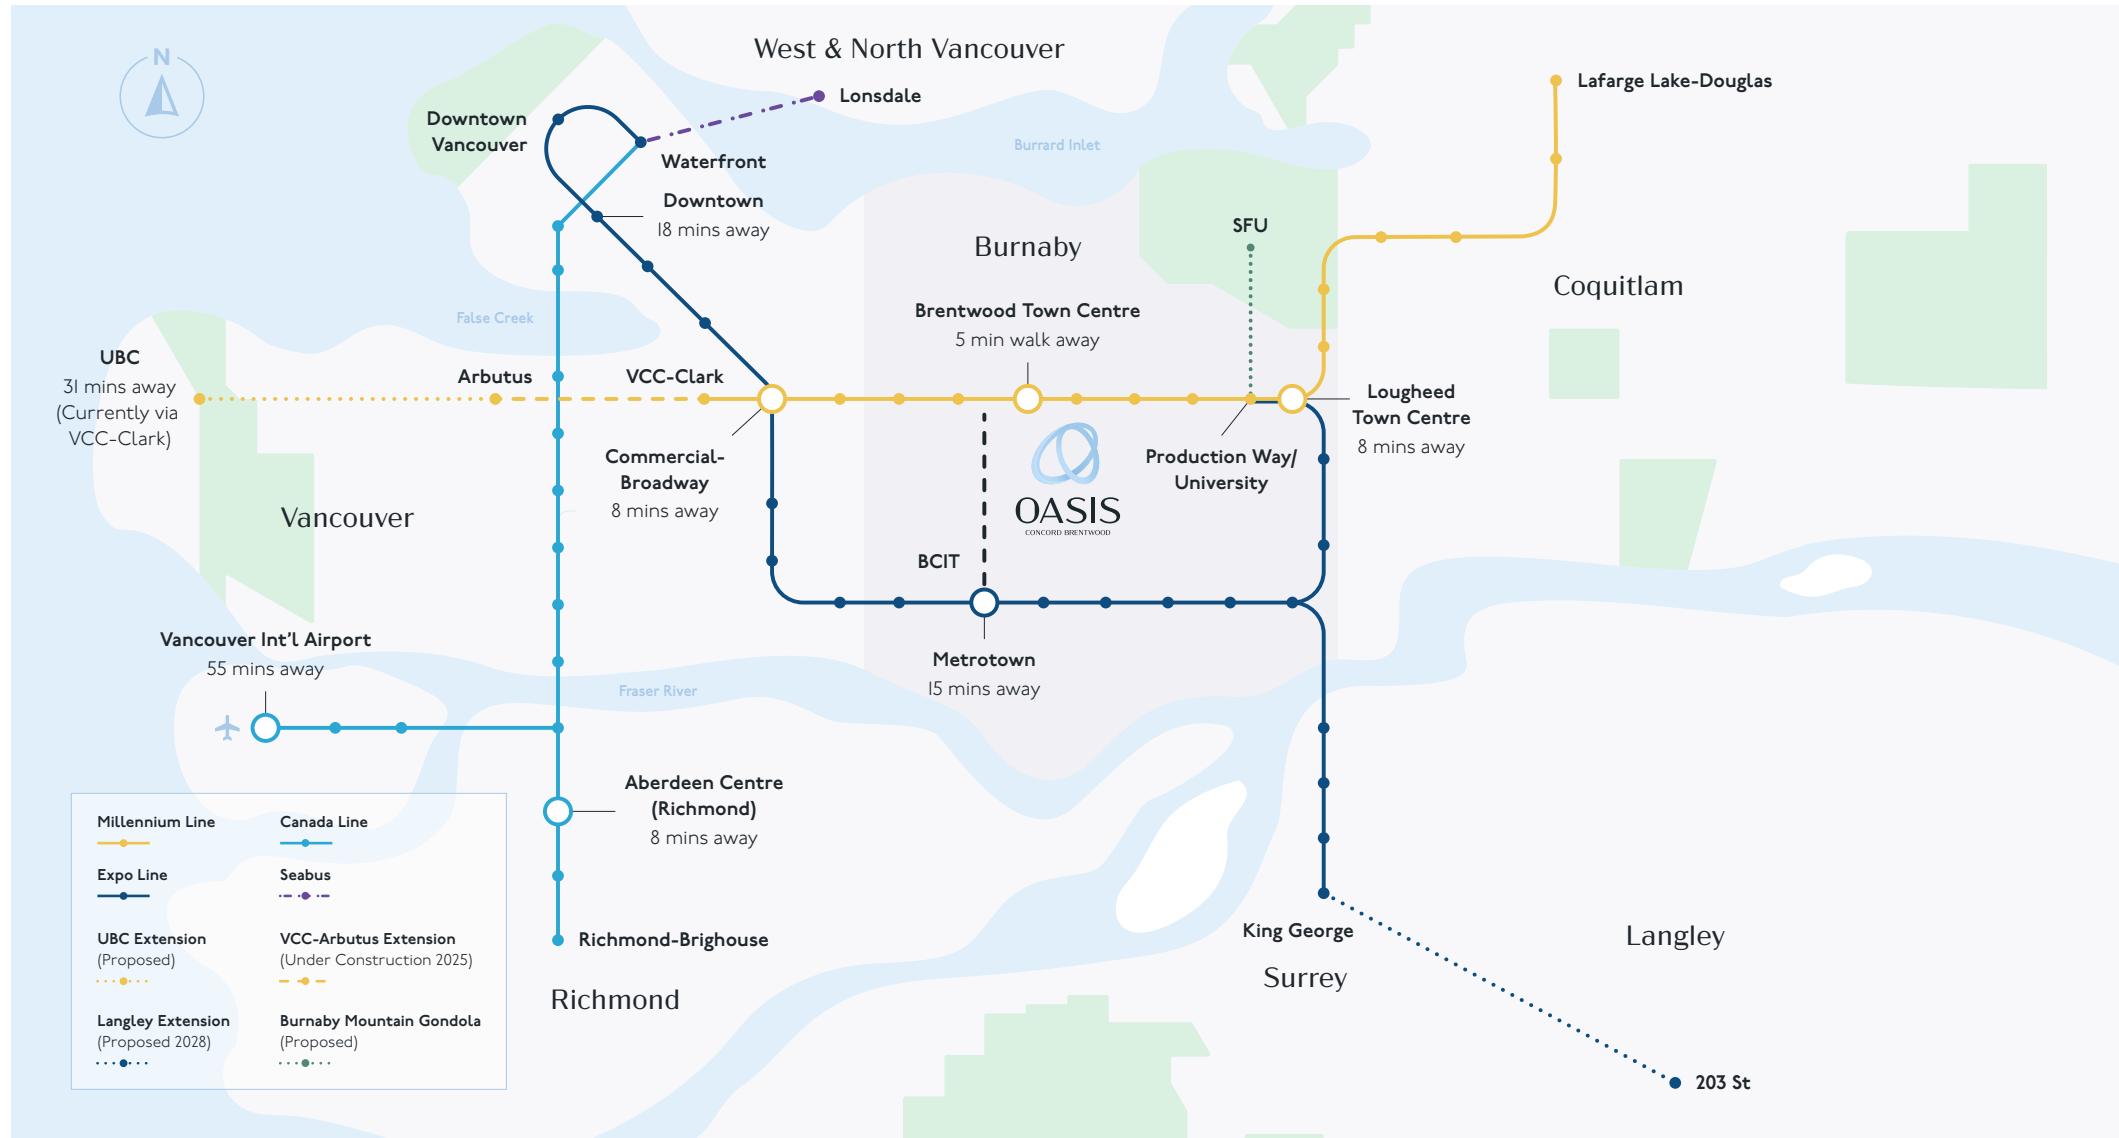 N
West & North Vancouver
Lonsdale
Lafarge Lake-Douglas
Downtown
Vancouver
Waterfront
Burrard Inlet
Downtown
18 mins away
SFU
Burnaby
Coquitlam
False Creek
Brentwood Town Centre
5 min walk away
UBC
31 mins away
(Currently via
VCC-Clark)
Arbutus
VCC-Clark
Lougheed
Town Centre
8 mins away
Commercial-
Broadway
8 mins away
Production Way/
University
OASIS
CONCORD BRENTWOOD
Vancouver
BCIT
Vancouver Int'l Airport
55 mins away
Metrotown
15 mins away
Fraser River
Aberdeen Centre
(Richmond)
8 mins away
Richmond-Brighouse
Richmond
King George
Surrey
Langley
203 St
Millennium Line
Canada Line
Expo Line
Seabus
UBC Extension
(Proposed)
VCC-Arbutus Extension
(Under Construction 2025)
Langley Extension
(Proposed 2028)
Burnaby Mountain Gondola
(Proposed)